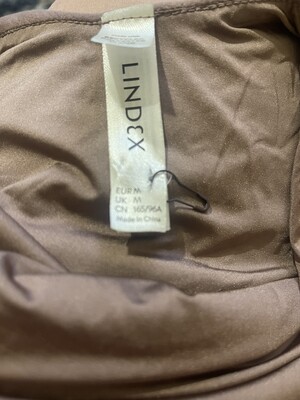 LINDEX
EUR M
UK M
CN 165/96A
Made in China